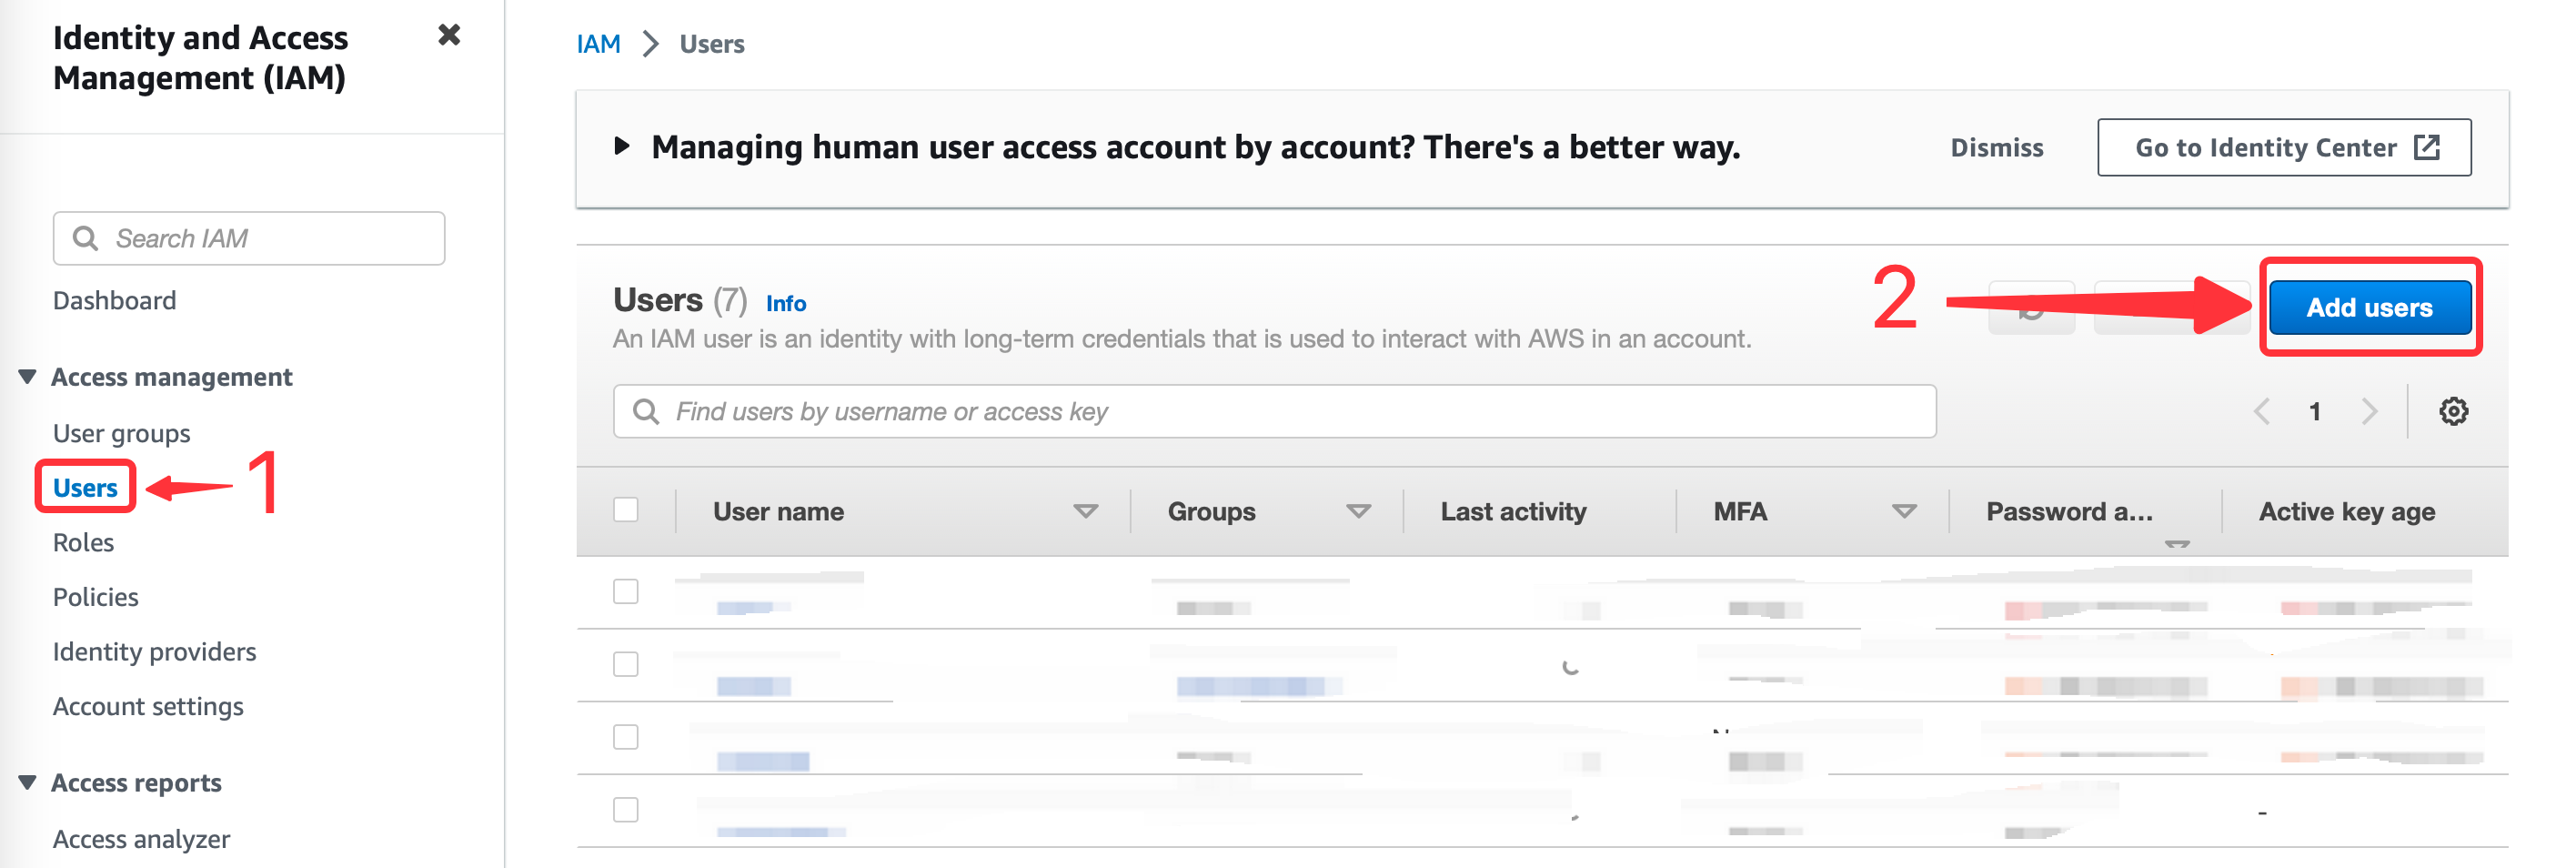 Identity and Access
Management (IAM)
Search IAM
Dashboard
Access management
User groups
Users
1
Roles
Policies
Identity providers
Account settings
Access reports
Access analyzer
IAM > Users
Managing human user access account by account? There's a better way.
Dismiss
Go to Identity Center
Users (7) Info
An IAM user is an identity with long-term credentials that is used to interact with AWS in an account.
2
Add users
Find users by username or access key
1
User name Groups Last activity MFA Password a... Active key age
-